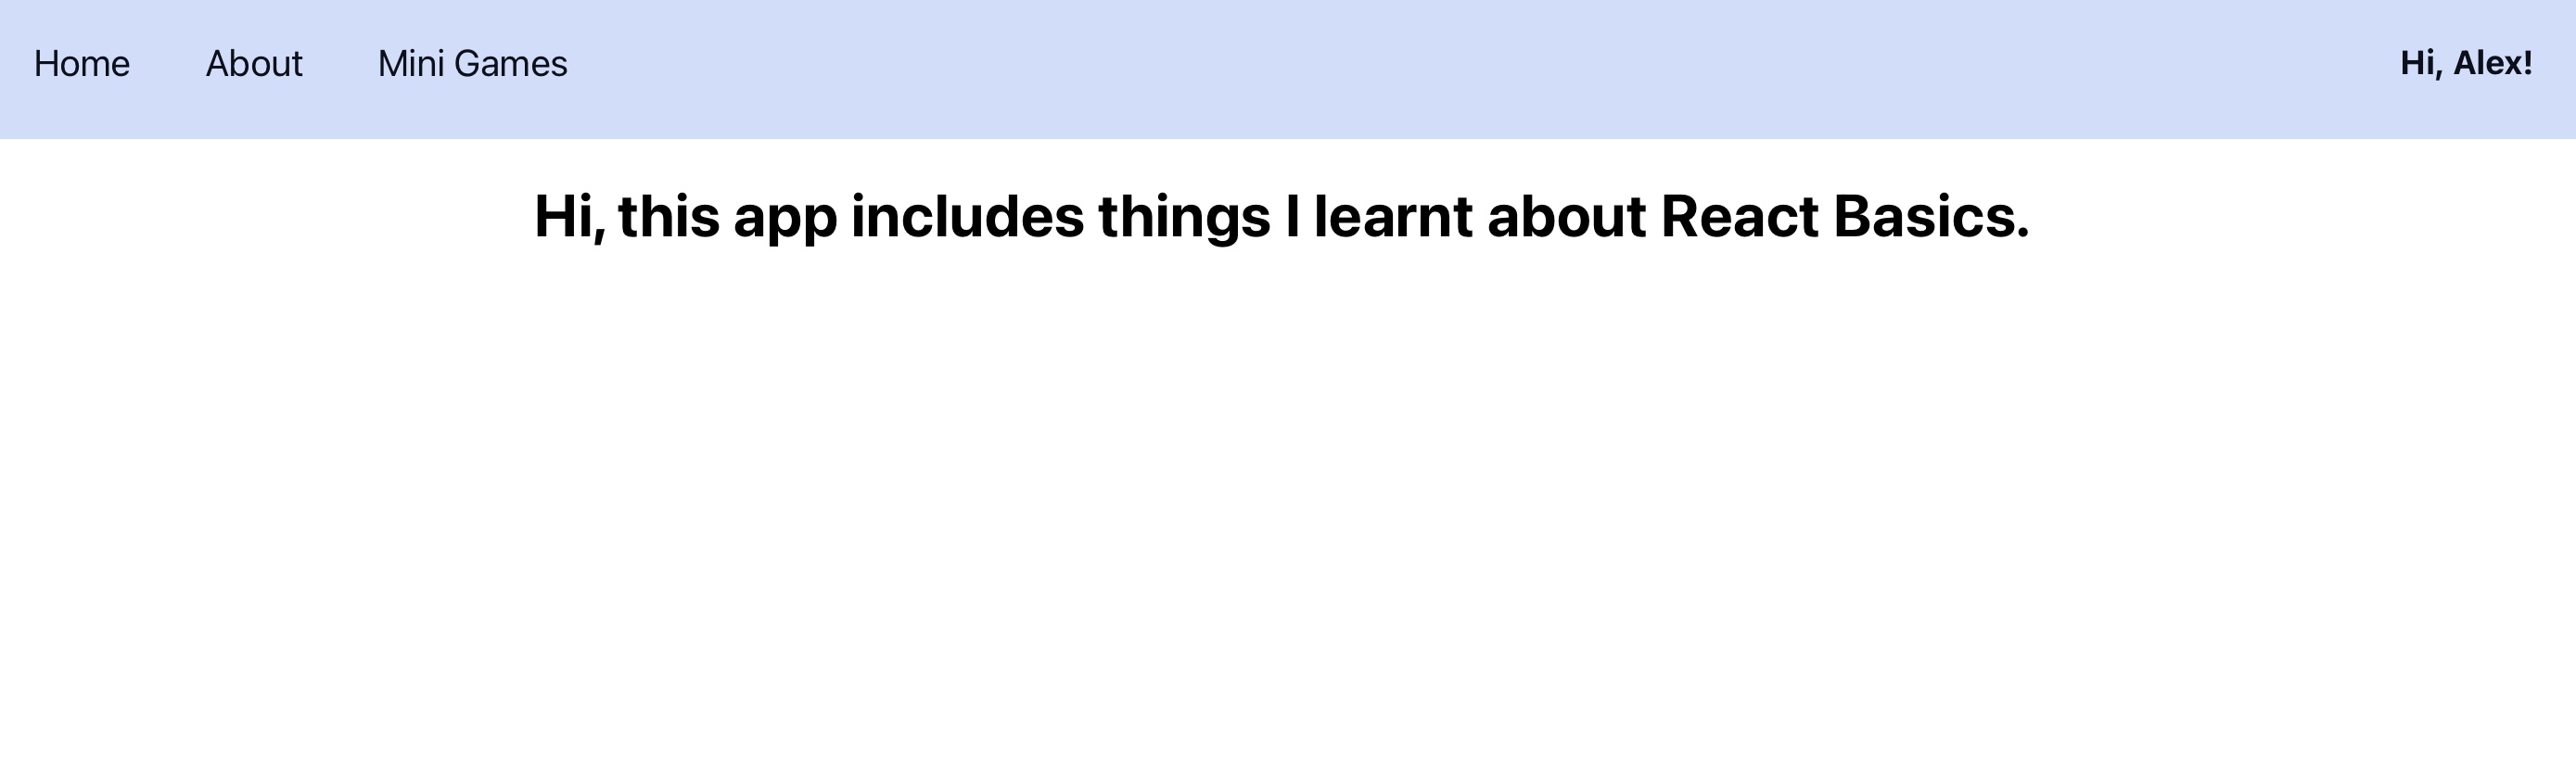 Home About Mini Games Hi, Alex!
Hi, this app includes things I learnt about React Basics.